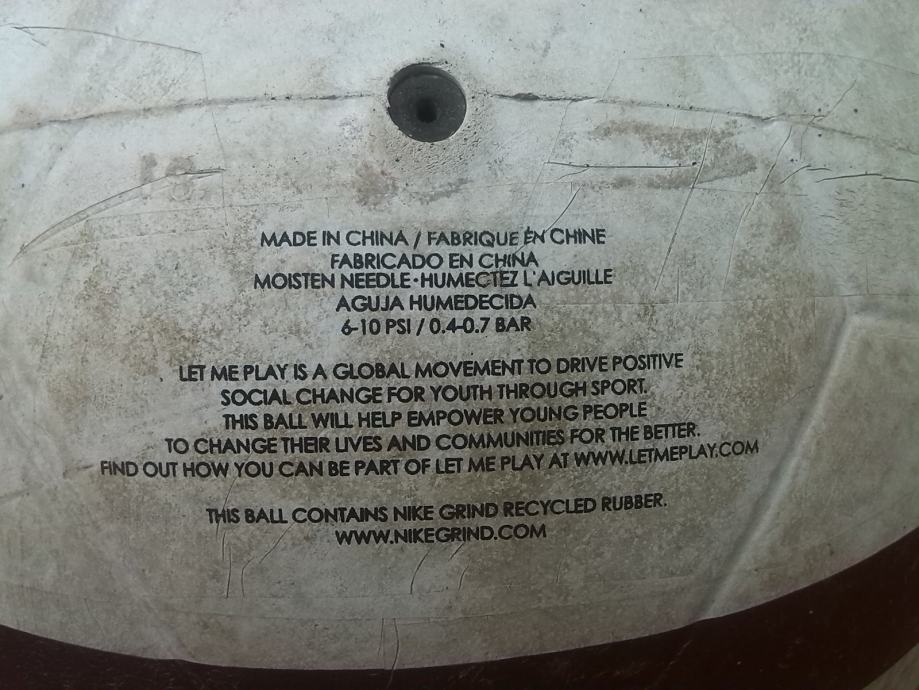 MADE IN CHINA / FABRIQUE EN CHINE
FABRICADO EN CHINA
MOISTEN NEEDLE·HUMECTEZ L'AIGUILLE
AGUJA HUMEDECIDA
6-10 PSI / 0.4-0.7 BAR
LET ME PLAY IS A GLOBAL MOVEMENT TO DRIVE POSITIVE
SOCIAL CHANGE FOR YOUTH THROUGH SPORT.
THIS BALL WILL HELP EMPOWER YOUNG PEOPLE
TO CHANGE THEIR LIVES AND COMMUNITIES FOR THE BETTER.
FIND OUT HOW YOU CAN BE PART OF LET ME PLAY AT WWW.LETMEPLAY.COM
THIS BALL CONTAINS NIKE GRIND RECYCLED RUBBER.
WWW.NIKEGRIND.COM